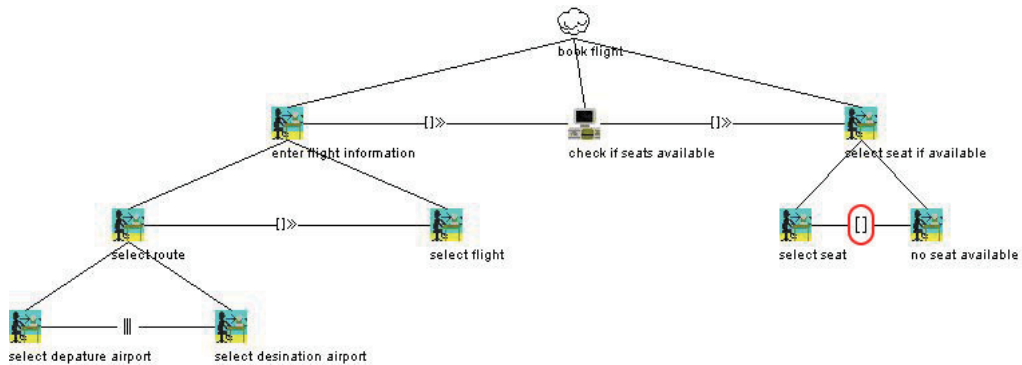 book flight
[]»
[]»
enter flight information
check if seats available
select seat if available
[]»
[]
select route
select flight
select seat
no seat available
|||
select depature airport
select desination airport